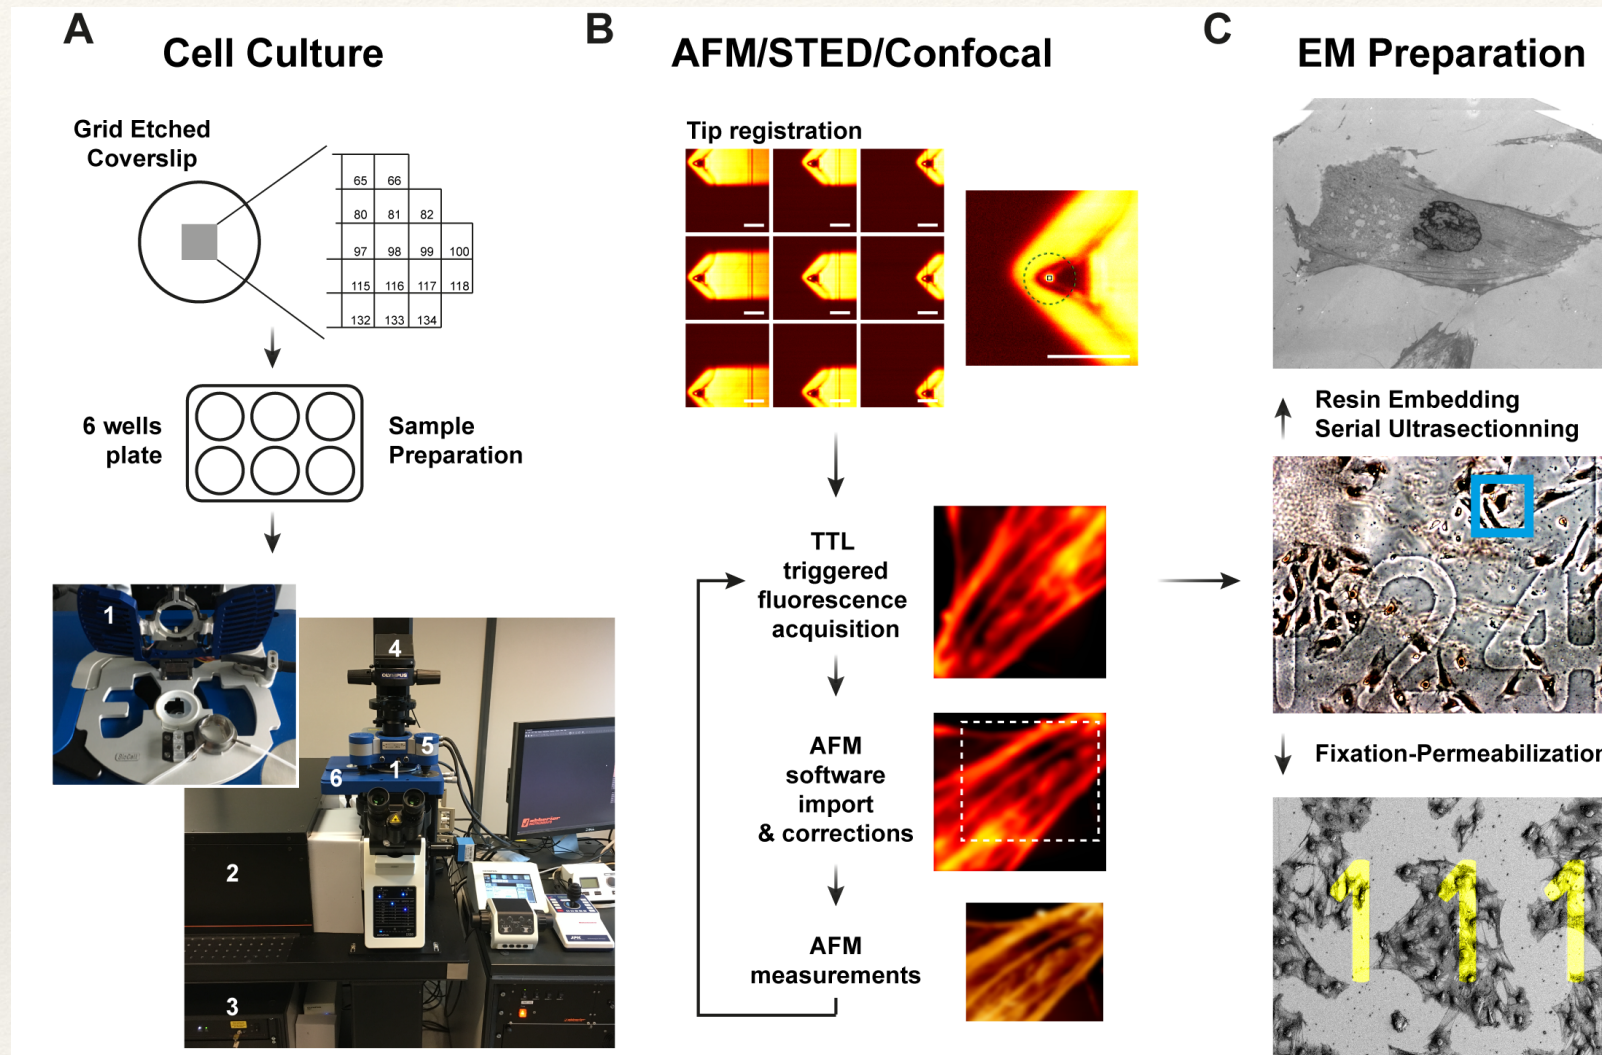 A
Cell Culture
Grid Etched
Coverslip
65 66
80 81 82
97 98 99 100
115 116 117 118
132 133 134
6 wells
plate
Sample
Preparation
1
4
OLYMPUS
5
1
6
2
3
B
AFM/STED/Confocal
Tip registration
TTL
triggered
fluorescence
acquisition
AFM
software
import
& corrections
AFM
measurements
C
EM Preparation
Resin Embedding
Serial Ultrasectionning
124
Fixation-Permeabilization
1 1 1